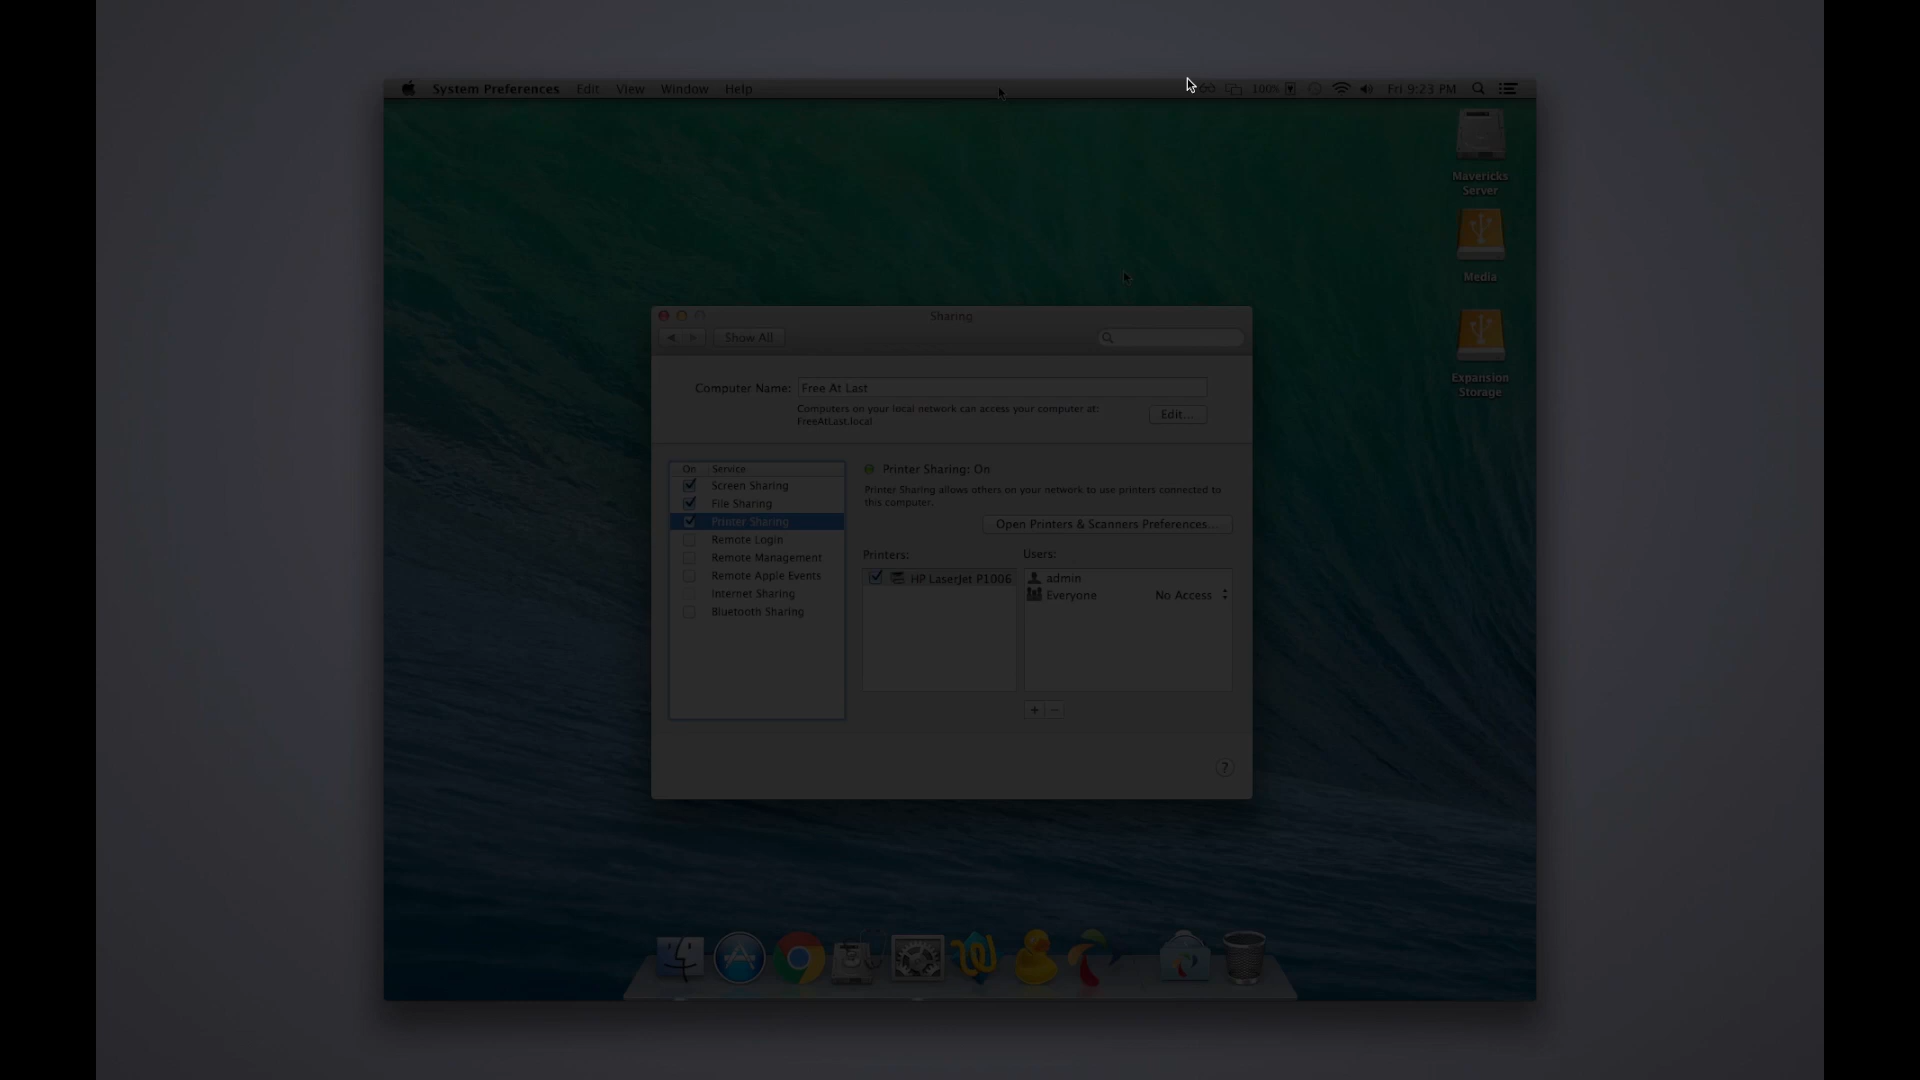 System Preferences Edit View Window Help 100% Fri 9:23 PM
Mavericks
Server
Media
Expansion
Storage
Sharing
Show All
Computer Name: Free At Last
Computers on your local network can access your computer at:
FreeAtLast.local
Edit...
On Service
Screen Sharing
File Sharing
Printer Sharing
Remote Login
Remote Management
Remote Apple Events
Internet Sharing
Bluetooth Sharing
Printer Sharing: On
Printer Sharing allows others on your network to use printers connected to
this computer.
Open Printers & Scanners Preferences...
Printers:
HP LaserJet P1006
Users:
admin
Everyone No Access
+ −
?